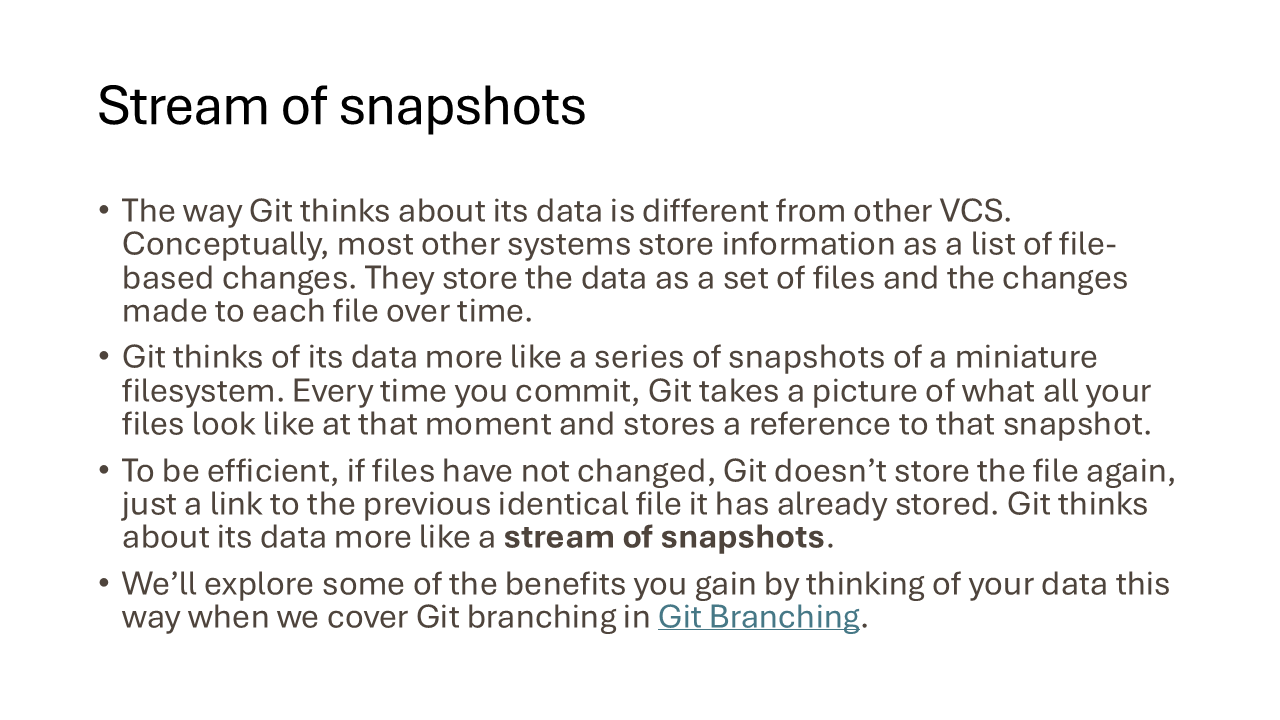 Stream of snapshots
• The way Git thinks about its data is different from other VCS.
Conceptually, most other systems store information as a list of file-
based changes. They store the data as a set of files and the changes
made to each file over time.
• Git thinks of its data more like a series of snapshots of a miniature
filesystem. Every time you commit, Git takes a picture of what all your
files look like at that moment and stores a reference to that snapshot.
• To be efficient, if files have not changed, Git doesn’t store the file again,
just a link to the previous identical file it has already stored. Git thinks
about its data more like a stream of snapshots.
• We’ll explore some of the benefits you gain by thinking of your data this
way when we cover Git branching in Git Branching.